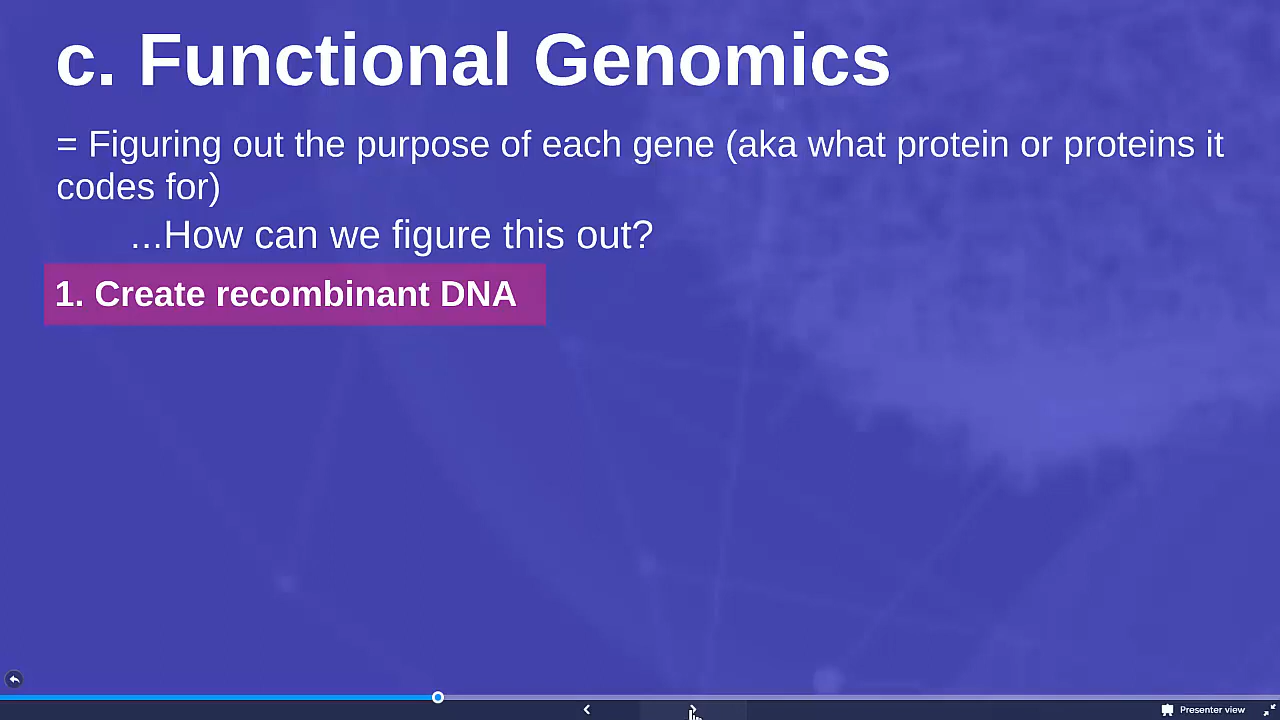 c. Functional Genomics
= Figuring out the purpose of each gene (aka what protein or proteins it
codes for)
...How can we figure this out?
1. Create recombinant DNA
Presenter view